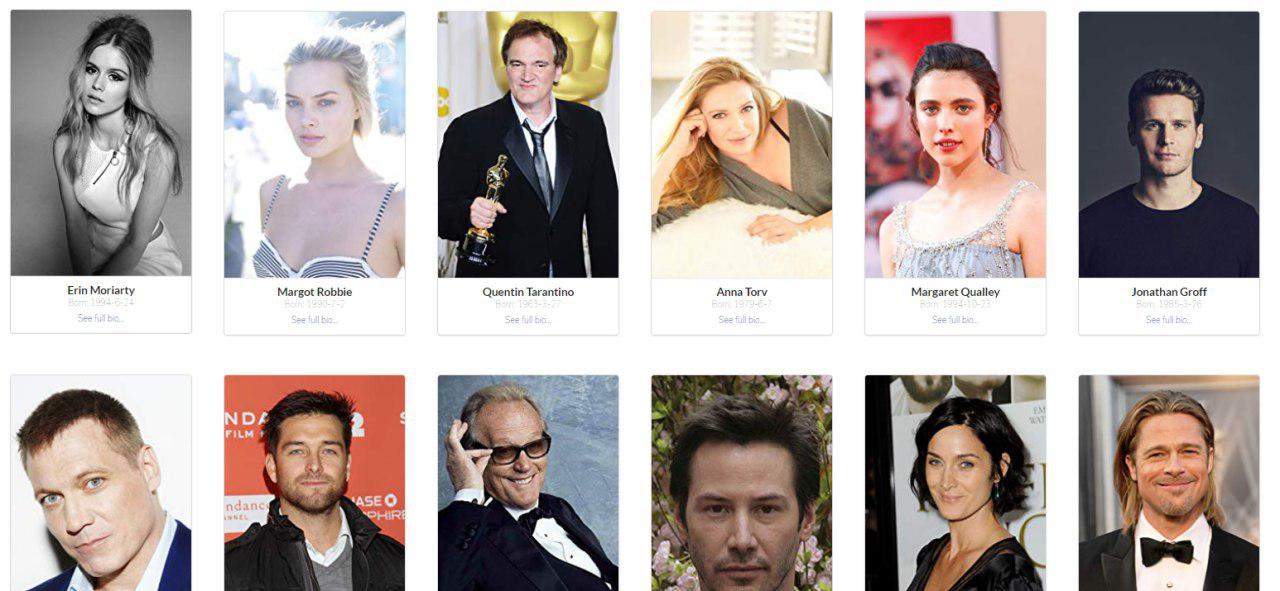 Erin Moriarty
Born: 1994-6-24
See full bio...
Margot Robbie
Born: 1990-7-2
See full bio...
Quentin Tarantino
Born: 1963-3-27
See full bio...
Anna Torv
Born: 1979-6-7
See full bio...
Margaret Qualley
Born: 1994-10-23
See full bio...
Jonathan Groff
Born: 1985-3-26
See full bio...
NDA
FILM
2
S
ndance
ANNEL
HASE
PHIRE
EM
WAT